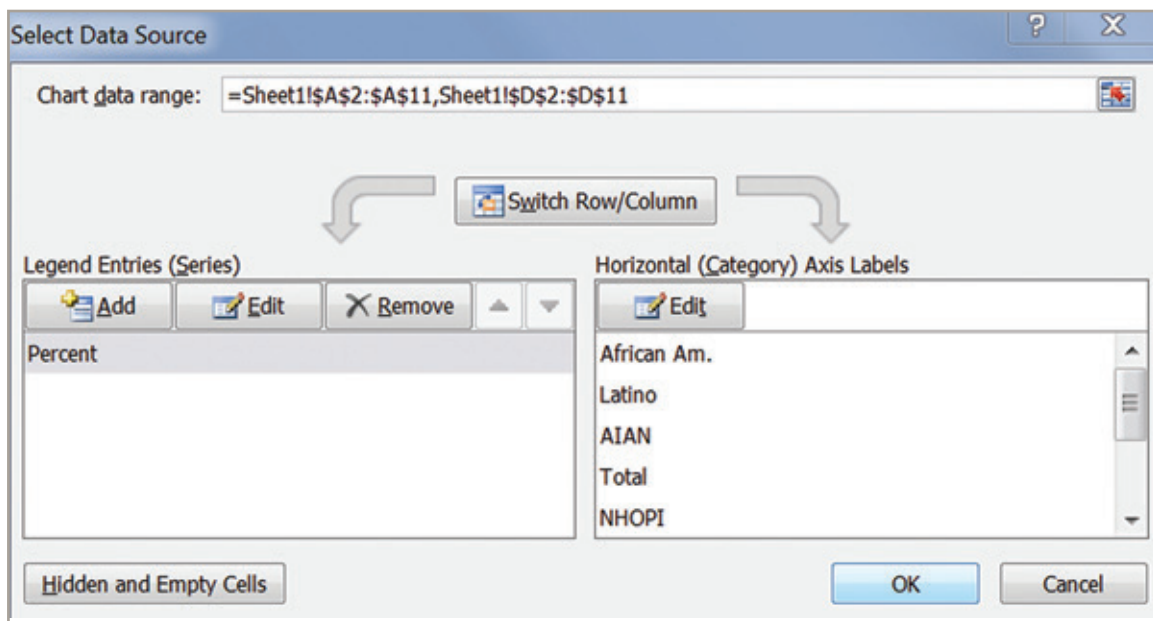 Select Data Source
Chart data range: =Sheet1!$A$2:$A$11,Sheet1!$D$2:$D$11
Switch Row/Column
Legend Entries (Series)
Add Edit Remove
Percent
Horizontal (Category) Axis Labels
Edit
African Am.
Latino
AIAN
Total
NHOPI
Hidden and Empty Cells
OK Cancel